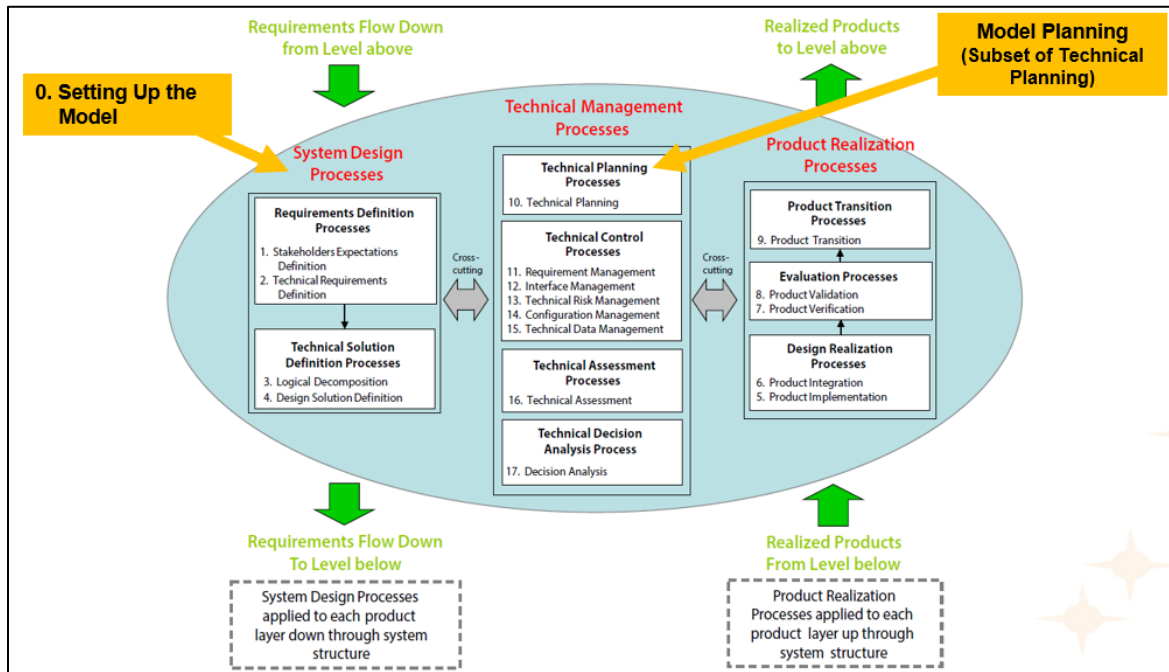 Requirements Flow Down
from Level above
Realized Products
to Level above
Model Planning
(Subset of Technical
Planning)
0. Setting Up the
Model
Technical Management
Processes
System Design
Processes
Product Realization
Processes
Requirements Definition
Processes
1. Stakeholders Expectations
Definition
2. Technical Requirements
Definition
Technical Solution
Definition Processes
3. Logical Decomposition
4. Design Solution Definition
Cross-
cutting
Technical Planning
Processes
10. Technical Planning
Technical Control
Processes
11. Requirement Management
12. Interface Management
13. Technical Risk Management
14. Configuration Management
15. Technical Data Management
Technical Assessment
Processes
16. Technical Assessment
Technical Decision
Analysis Process
17. Decision Analysis
Cross-
cutting
Product Transition
Processes
9. Product Transition
Evaluation Processes
8. Product Validation
7. Product Verification
Design Realization
Processes
6. Product Integration
5. Product Implementation
Requirements Flow Down
To Level below
Realized Products
From Level below
System Design Processes
applied to each product
layer down through system
structure
Product Realization
Processes applied to each
product layer up through
system structure